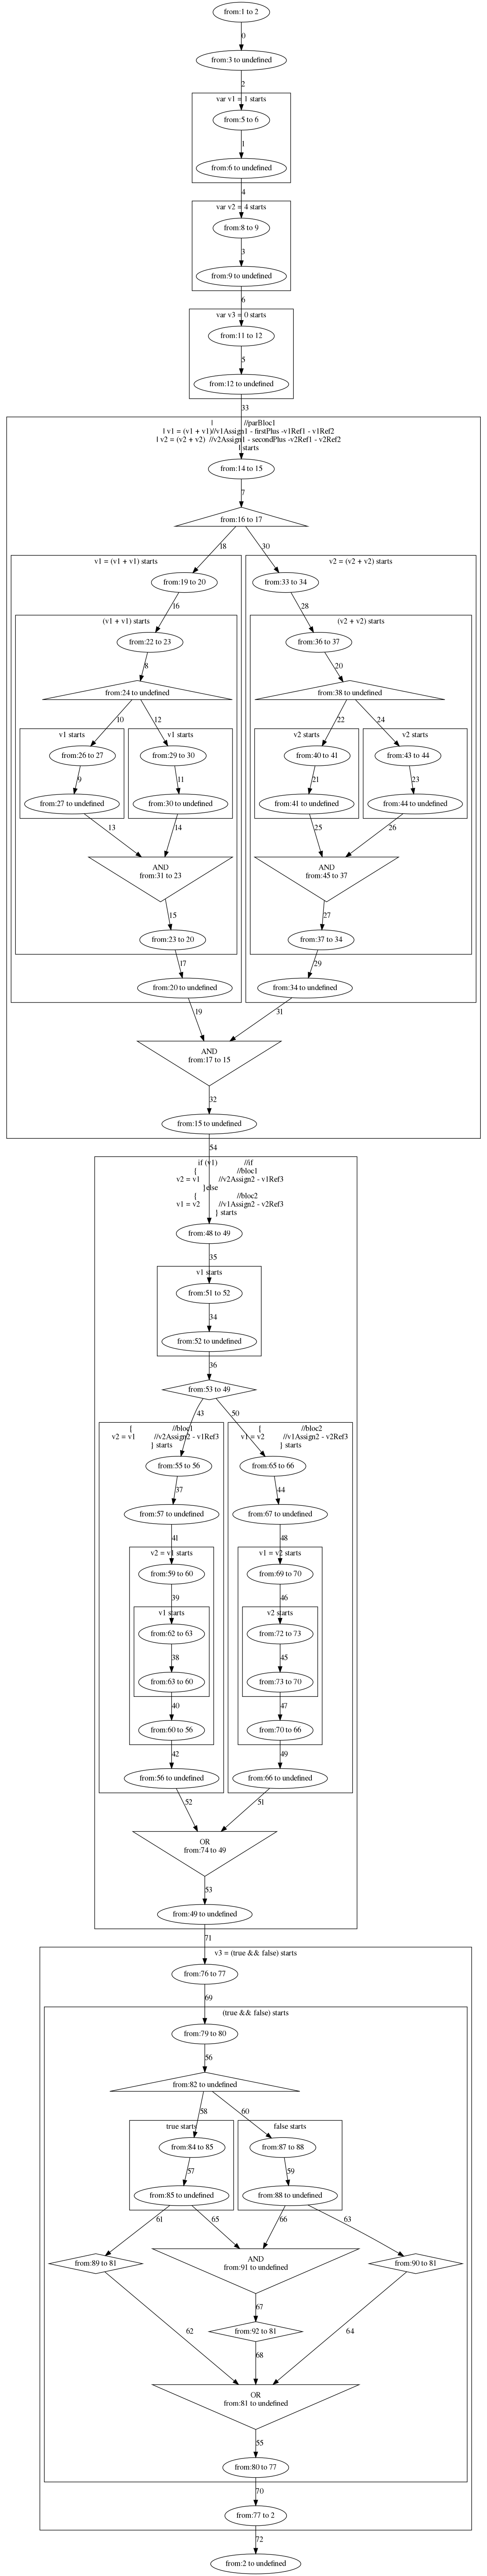 from:1 to 2
0
from:3 to undefined
2
var v1 = 1 starts
from:5 to 6
1
from:6 to undefined
4
var v2 = 4 starts
from:8 to 9
3
from:9 to undefined
6
var v3 = 0 starts
from:11 to 12
5
from:12 to undefined
33
{ //parBloc1
| v1 = (v1 + v1)//v1Assign1 - firstPlus -v1Ref1 - v1Ref2
| v2 = (v2 + v2) //v2Assign1 - secondPlus -v2Ref1 - v2Ref2
} starts
from:14 to 15
7
from:16 to 17
18 30
v1 = (v1 + v1) starts
from:19 to 20
16
(v1 + v1) starts
from:22 to 23
8
from:24 to undefined
10 12
v1 starts
from:26 to 27
9
from:27 to undefined
13
v1 starts
from:29 to 30
11
from:30 to undefined
14
AND
from:31 to 23
15
from:23 to 20
17
from:20 to undefined
19
v2 = (v2 + v2) starts
from:33 to 34
28
(v2 + v2) starts
from:36 to 37
20
from:38 to undefined
22 24
v2 starts
from:40 to 41
21
from:41 to undefined
25
v2 starts
from:43 to 44
23
from:44 to undefined
26
AND
from:45 to 37
27
from:37 to 34
29
from:34 to undefined
31
AND
from:17 to 15
32
from:15 to undefined
54
if (v1) //if
{ //bloc1
v2 = v1 //v2Assign2 - v1Ref3
}else
{ //bloc2
v1 = v2 //v1Assign2 - v2Ref3
} starts
from:48 to 49
35
v1 starts
from:51 to 52
34
from:52 to undefined
36
from:53 to 49
43 50
{ //bloc1
v2 = v1 //v2Assign2 - v1Ref3
} starts
from:55 to 56
37
from:57 to undefined
41
v2 = v1 starts
from:59 to 60
39
v1 starts
from:62 to 63
38
from:63 to 60
40
from:60 to 56
42
from:56 to undefined
52
{ //bloc2
v1 = v2 //v1Assign2 - v2Ref3
} starts
from:65 to 66
44
from:67 to undefined
48
v1 = v2 starts
from:69 to 70
46
v2 starts
from:72 to 73
45
from:73 to 70
47
from:70 to 66
49
from:66 to undefined
51
OR
from:74 to 49
53
from:49 to undefined
71
v3 = (true && false) starts
from:76 to 77
69
(true && false) starts
from:79 to 80
56
from:82 to undefined
58 60
true starts
from:84 to 85
57
from:85 to undefined
false starts
from:87 to 88
59
from:88 to undefined
61 65 66 63
from:89 to 81
AND
from:91 to undefined
from:90 to 81
67
from:92 to 81
62 68 64
OR
from:81 to undefined
55
from:80 to 77
70
from:77 to 2
72
from:2 to undefined